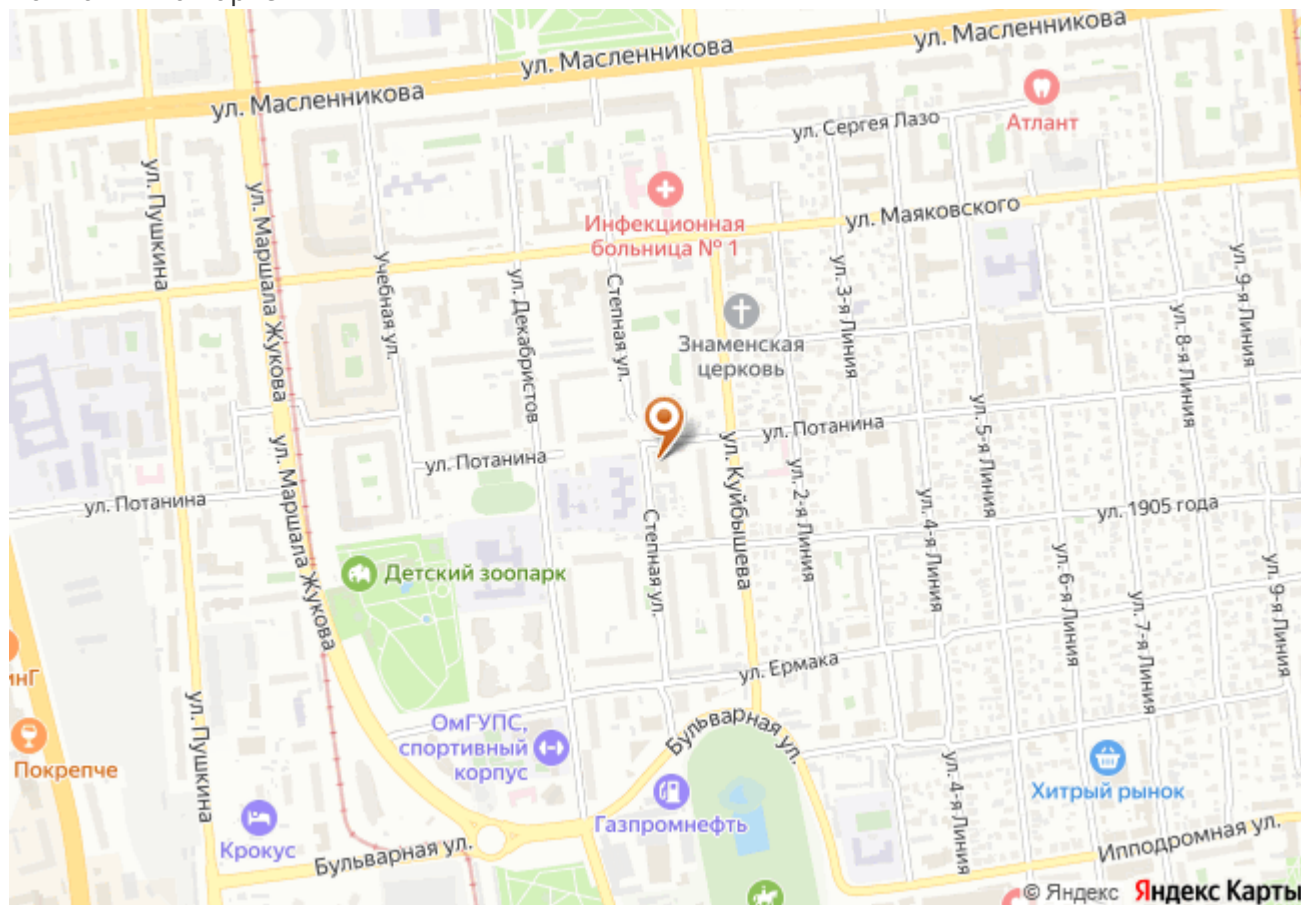 ул. Масленникова
ул. Масленникова
ул. Масленникова
Атлант
ул. Сергея Лазо
ул. Пушкина
ул. Маршала Жукова
Инфекционная
больница № 1
ул. Маяковского
Учебная ул.
ул. Декабристов
Степная ул.
ул. 3-я Линия
ул. 9-я Линия
Знаменская
церковь
ул. 8-я Линия
ул. Маршала Жукова
ул. Потанина
ул. Потанина
ул. Потанина
ул. Куйбышева
ул. 5-я Линия
ул. 2-я Линия
ул. 1905 года
ул. 4-я Линия
Степная ул.
Детский зоопарк
ул. 6-я Линия
ул. 7-я Линия
ул. 9-я Линия
ул. Ермака
инГ
ул. Пушкина
Покрепче
ОмГУПС,
спортивный
корпус
Бульварная ул.
Газпромнефть
Хитрый рынок
ул. 4-я Линия
Крокус
Бульварная ул.
Ипподромная ул.
© Яндекс Яндекс Карты